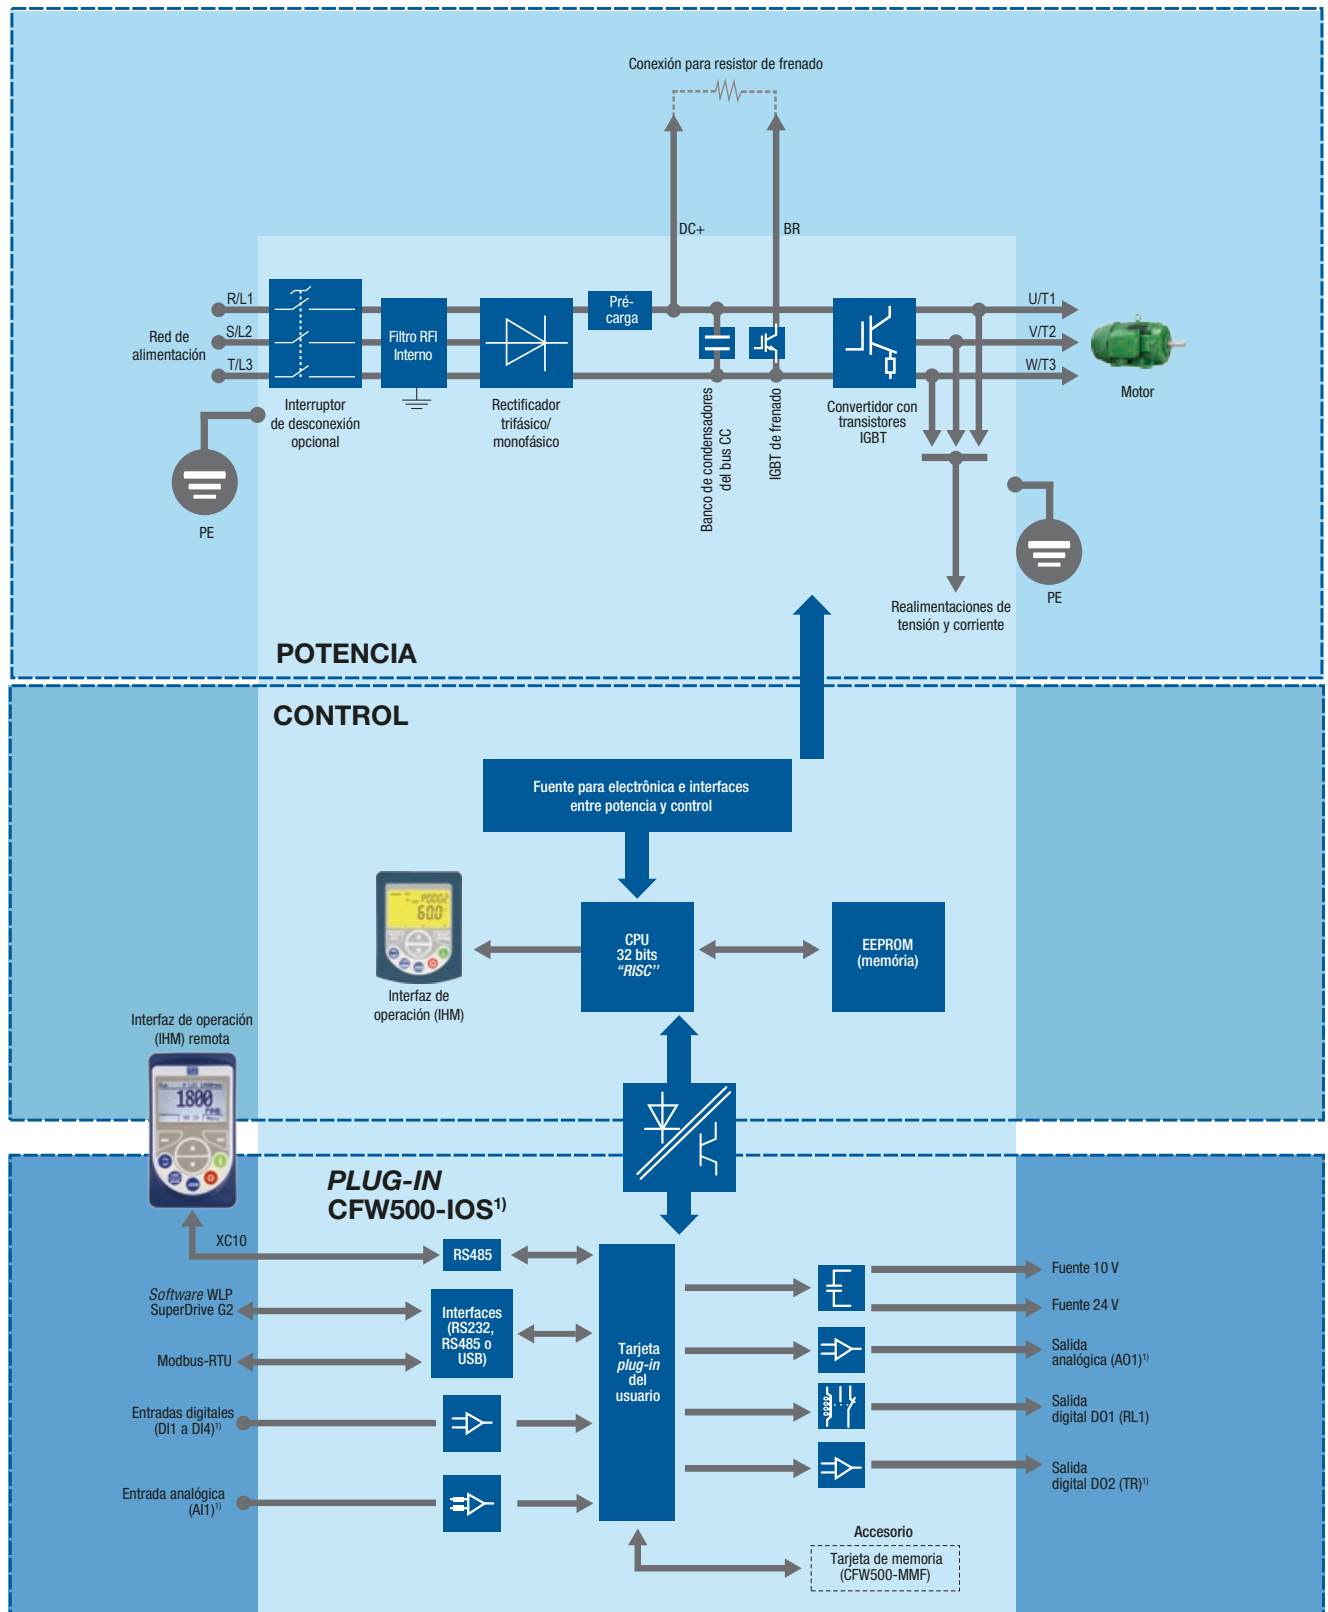 Conexión para resistor de frenado
DC+
BR
R/L1
S/L2
T/L3
Red de
alimentación
Filtro RFI
Interno
Pré-
carga
U/T1
V/T2
W/T3
Motor
Interruptor
de desconexión
opcional
Rectificador
trifásico/
monofásico
Banco de condensadores
del bus CC
IGBT de frenado
Convertidor con
transistores
IGBT
PE
PE
Realimentaciones de
tensión y corriente
POTENCIA
CONTROL
Fuente para electrônica e interfaces
entre potencia y control
P0002
60.0
CPU
32 bits
“RISC”
EEPROM
(memória)
Interfaz de
operación (IHM)
Interfaz de operación
(IHM) remota
1800
PLUG-IN
CFW500-IOS¹⁾
XC10
RS485
Software WLP
SuperDrive G2
Modbus-RTU
Interfaces
(RS232,
RS485 o
USB)
Entradas digitales
(DI1 a DI4)¹⁾
Entrada analógica
(AI1)¹⁾
Tarjeta
plug-in
del
usuario
Fuente 10 V
Fuente 24 V
Salida
analógica (AO1)¹⁾
Salida
digital DO1 (RL1)
Salida
digital DO2 (TR)¹⁾
Accesorio
Tarjeta de memoria
(CFW500-MMF)